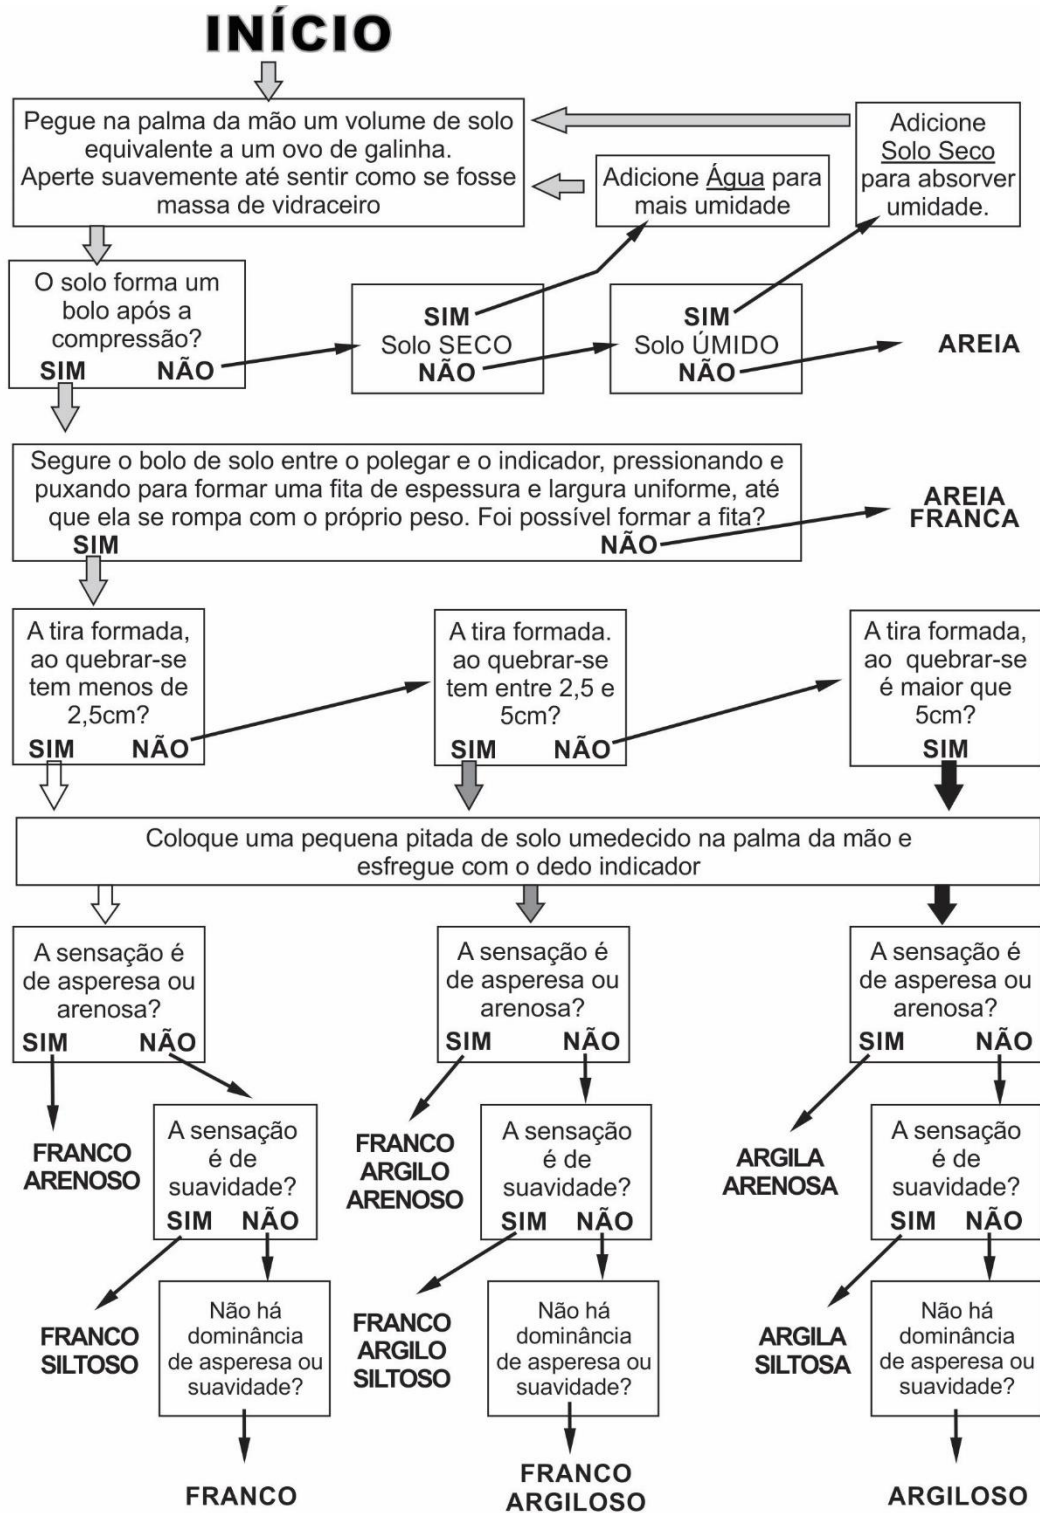 INÍCIO
Pegue na palma da mão um volume de solo
equivalente a um ovo de galinha.
Aperte suavemente até sentir como se fosse
massa de vidraceiro
Adicione Água para
mais umidade
Adicione
Solo Seco
para absorver
umidade.
O solo forma um
bolo após a
compressão?
SIM NÃO
SIM
Solo SECO
NÃO
SIM
Solo ÚMIDO
NÃO
AREIA
Segure o bolo de solo entre o polegar e o indicador, pressionando e
puxando para formar uma fita de espessura e largura uniforme, até
que ela se rompa com o próprio peso. Foi possível formar a fita?
SIM NÃO
AREIA
FRANCA
A tira formada,
ao quebrar-se
tem menos de
2,5cm?
SIM NÃO
A tira formada.
ao quebrar-se
tem entre 2,5 e
5cm?
SIM NÃO
A tira formada,
ao quebrar-se
é maior que
5cm?
SIM
Coloque uma pequena pitada de solo umedecido na palma da mão e
esfregue com o dedo indicador
A sensação é
de asperesa ou
arenosa?
SIM NÃO
FRANCO
ARENOSO
A sensação
é de
suavidade?
SIM NÃO
FRANCO
SILTOSO
Não há
dominância
de asperesa ou
suavidade?
FRANCO
A sensação é
de asperesa ou
arenosa?
SIM NÃO
FRANCO
ARGILO
ARENOSO
A sensação
é de
suavidade?
SIM NÃO
FRANCO
ARGILO
SILTOSO
Não há
dominância
de asperesa ou
suavidade?
FRANCO
ARGILOSO
A sensação é
de asperesa ou
arenosa?
SIM NÃO
ARGILA
ARENOSA
A sensação
é de
suavidade?
SIM NÃO
ARGILA
SILTOSA
Não há
dominância
de asperesa ou
suavidade?
ARGILOSO